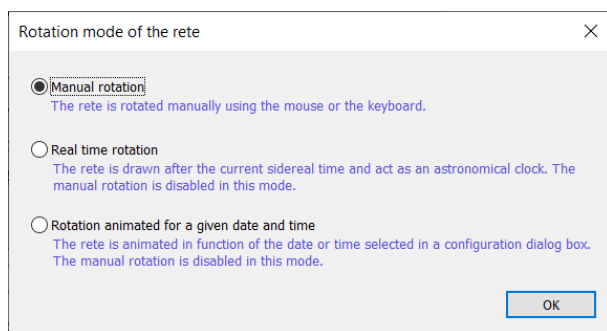 Rotation mode of the rete
Manual rotation
The rete is rotated manually using the mouse or the keyboard.
Real time rotation
The rete is drawn after the current sidereal time and act as an astronomical clock. The
manual rotation is disabled in this mode.
Rotation animated for a given date and time
The rete is animated in function of the date or time selected in a configuration dialog box.
The manual rotation is disabled in this mode.
OK